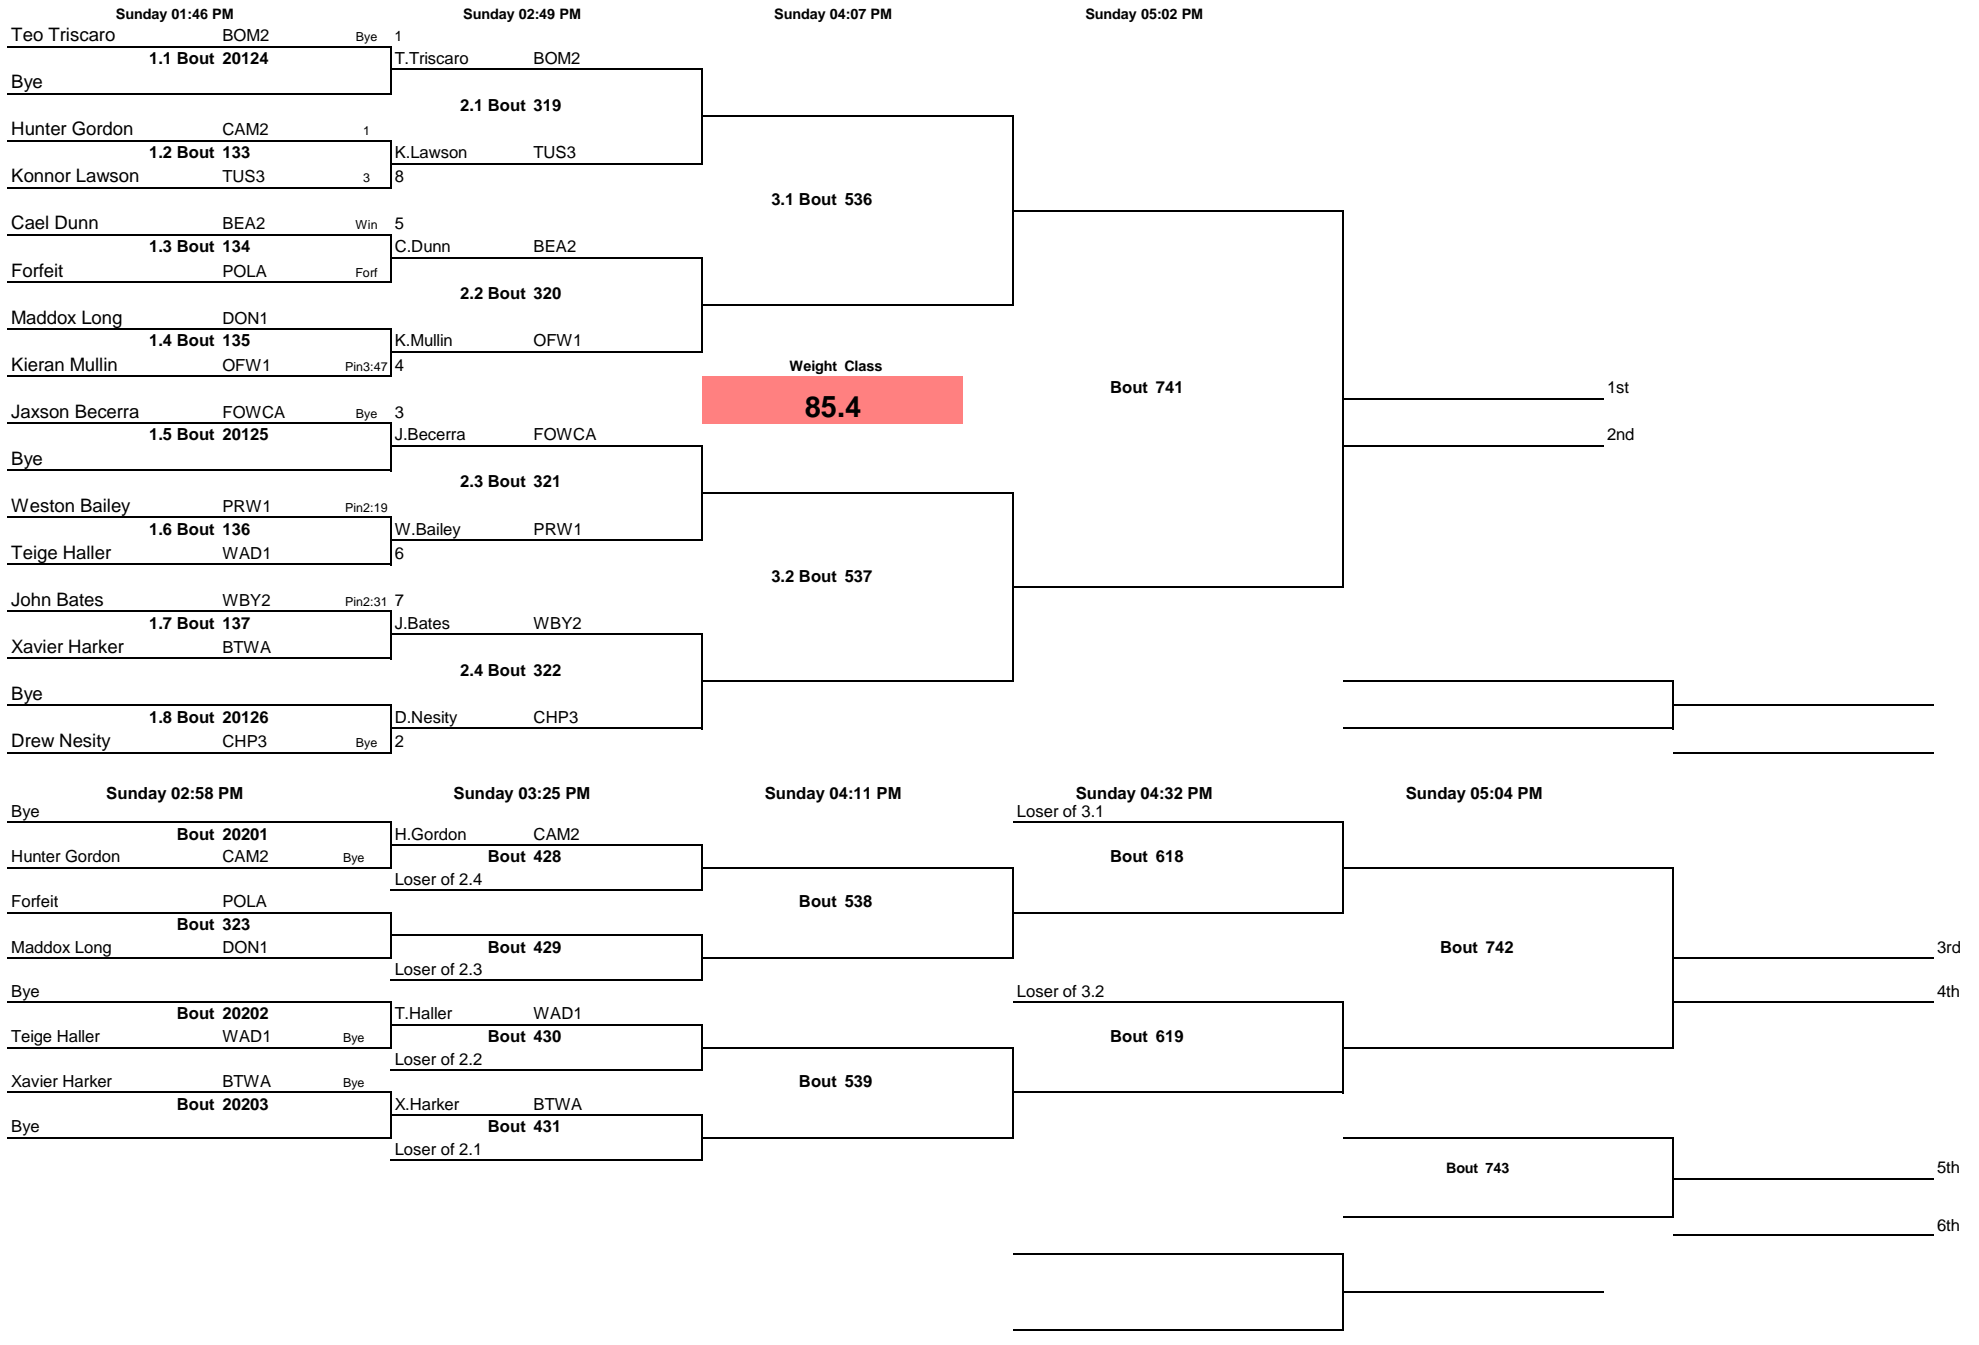 Sunday 01:46 PM Sunday 02:49 PM Sunday 04:07 PM Sunday 05:02 PM
Teo Triscaro BOM2 Bye 1
1.1 Bout 20124 T.Triscaro BOM2
Bye
2.1 Bout 319
Hunter Gordon CAM2 1
1.2 Bout 133 K.Lawson TUS3
Konnor Lawson TUS3 3 8
3.1 Bout 536
Cael Dunn BEA2 Win 5
1.3 Bout 134 C.Dunn BEA2
Forfeit POLA Forf
2.2 Bout 320
Maddox Long DON1
1.4 Bout 135 K.Mullin OFW1
Kieran Mullin OFW1 Pin3:47 4 Weight Class
Bout 741 1st
85.4
Jaxson Becerra FOWCA Bye 3
1.5 Bout 20125 J.Becerra FOWCA 2nd
Bye
2.3 Bout 321
Weston Bailey PRW1 Pin2:19
1.6 Bout 136 W.Bailey PRW1
Teige Haller WAD1 6
3.2 Bout 537
John Bates WBY2 Pin2:31 7
1.7 Bout 137 J.Bates WBY2
Xavier Harker BTWA
2.4 Bout 322
Bye
1.8 Bout 20126 D.Nesity CHP3
Drew Nesity CHP3 Bye 2
Sunday 02:58 PM Sunday 03:25 PM Sunday 04:11 PM Sunday 04:32 PM Sunday 05:04 PM
Bye Loser of 3.1
Bout 20201 H.Gordon CAM2
Hunter Gordon CAM2 Bye Bout 428 Bout 618
Loser of 2.4
Forfeit POLA Bout 538
Bout 323
Maddox Long DON1 Bout 429 Bout 742 3rd
Loser of 2.3
Bye Loser of 3.2 4th
Bout 20202 T.Haller WAD1
Teige Haller WAD1 Bye Bout 430 Bout 619
Loser of 2.2
Xavier Harker BTWA Bye Bout 539
Bout 20203 X.Harker BTWA
Bye Bout 431
Loser of 2.1
Bout 743 5th
6th